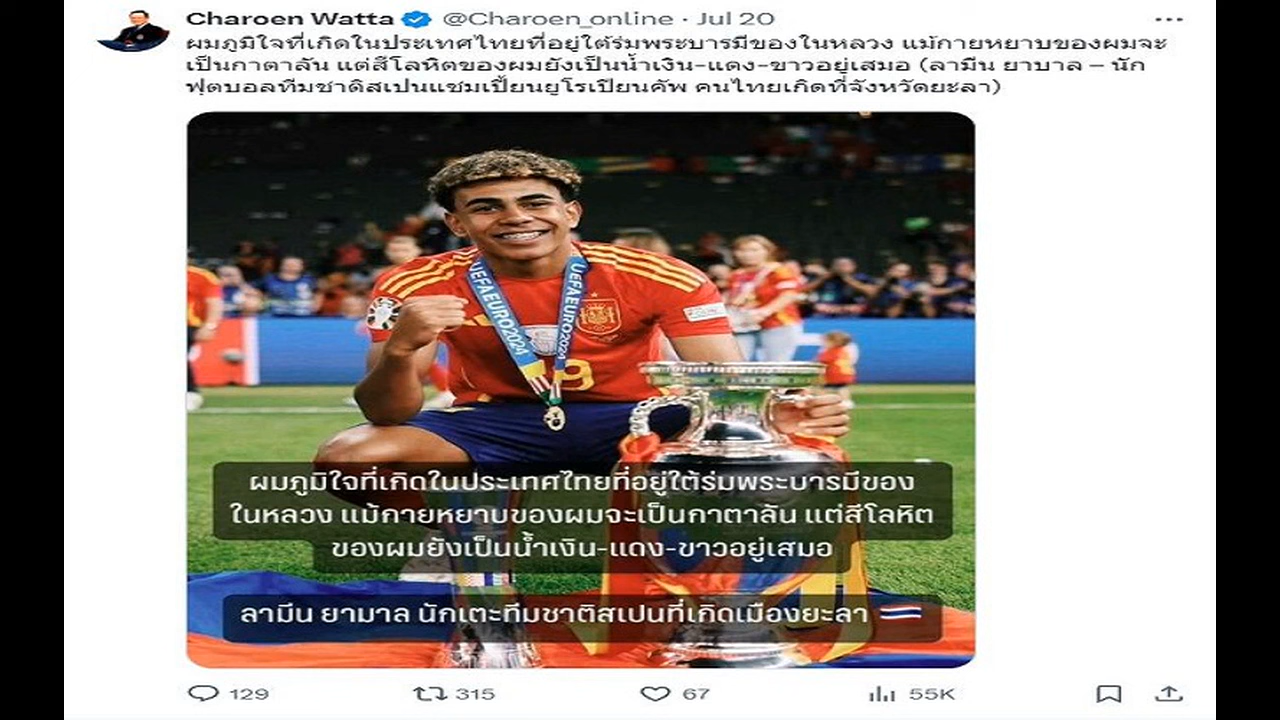 Charoen Watta @Charoen_online · Jul 20
ผมภูมิใจที่เกิดในประเทศไทยที่อยู่ใต้ร่มพระบารมีของในหลวง แม้กายหยาบของผมจะ
เป็นกาตาลัน แต่สีโลหิตของผมยังเป็นน้ำเงิน-แดง-ขาวอยู่เสมอ (ลามีน ยาบาล – นัก
ฟุตบอลทีมชาติสเปนแชมเปี้ยนยูโรเปียนคัพ คนไทยเกิดที่จังหวัดยะลา)
UEFA EURO2024
UEFA EURO 2024
9
ผมภูมิใจที่เกิดในประเทศไทยที่อยู่ใต้ร่มพระบารมีของ
ในหลวง แม้กายหยาบของผมจะเป็นกาตาลัน แต่สีโลหิต
ของผมยังเป็นน้ำเงิน-แดง-ขาวอยู่เสมอ
ลามีน ยามาล นักเตะทีมชาติสเปนที่เกิดเมืองยะลา
129 315 67 55K